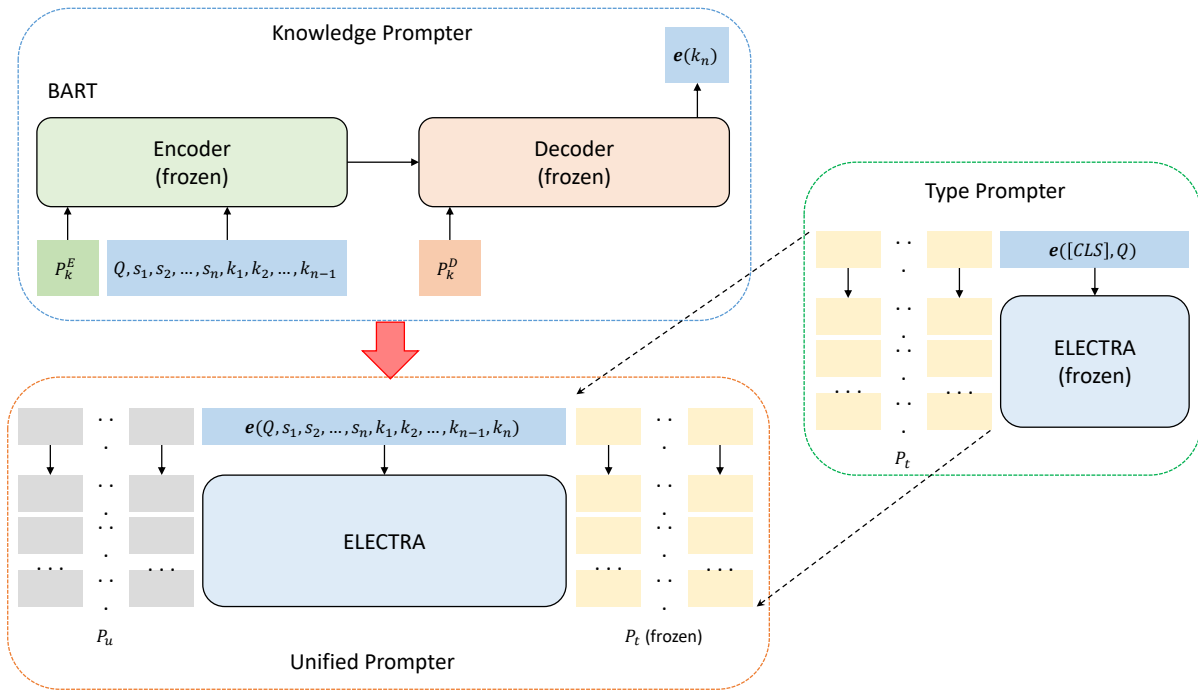 Knowledge Prompter
e(k_n)
BART
Encoder
(frozen)
Decoder
(frozen)
P_k^E
Q, s_1, s_2, …, s_n, k_1, k_2, …, k_{n-1}
P_k^D
Type Prompter
e([CLS], Q)
ELECTRA
(frozen)
...
...
P_t
e(Q, s_1, s_2, …, s_n, k_1, k_2, …, k_{n-1}, k_n)
ELECTRA
...
...
...
...
P_u
P_t (frozen)
Unified Prompter